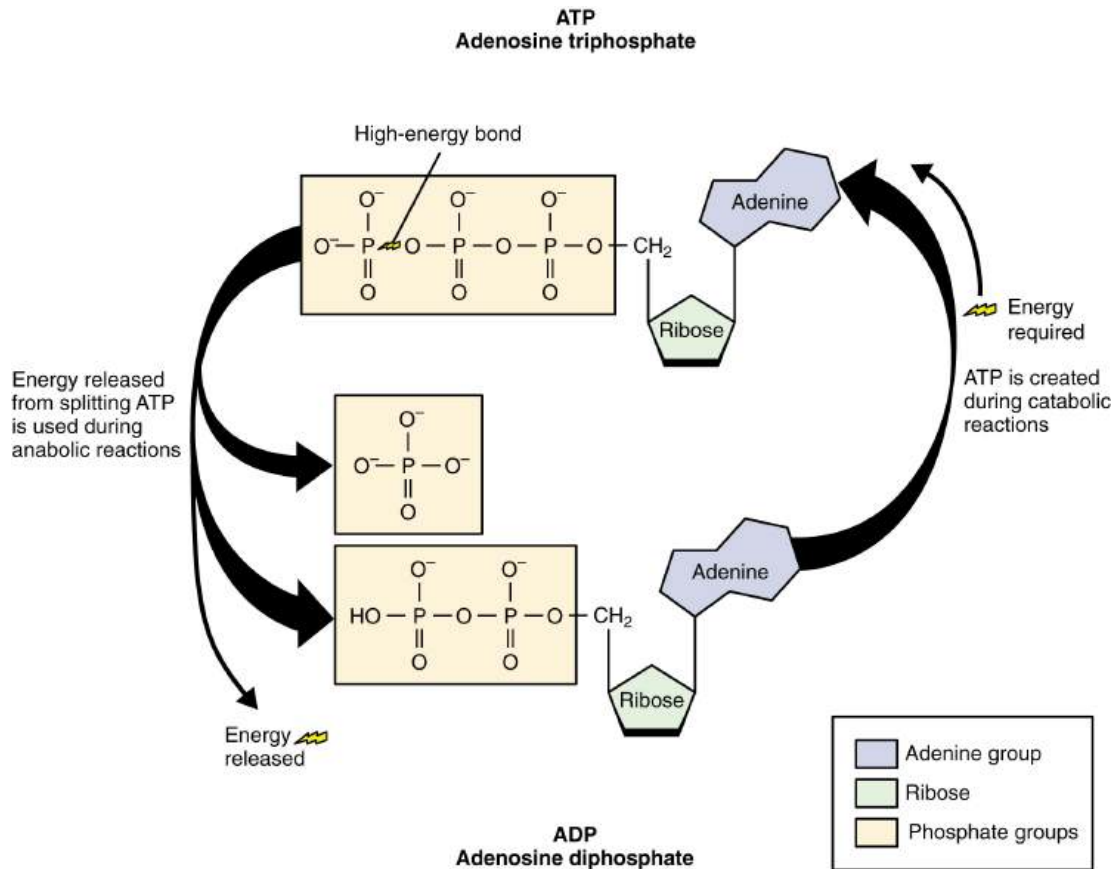 ATP
Adenosine triphosphate
High-energy bond
O⁻ O⁻ O⁻
O⁻ P O P O P O CH₂
O O O
Adenine
Ribose
Energy
required
ATP is created
during catabolic
reactions
Energy released
from splitting ATP
is used during
anabolic reactions
O⁻
O⁻ P O⁻
O
O⁻ O⁻
HO P O P O CH₂
O O
Adenine
Ribose
Energy
released
Adenine group
Ribose
Phosphate groups
ADP
Adenosine diphosphate